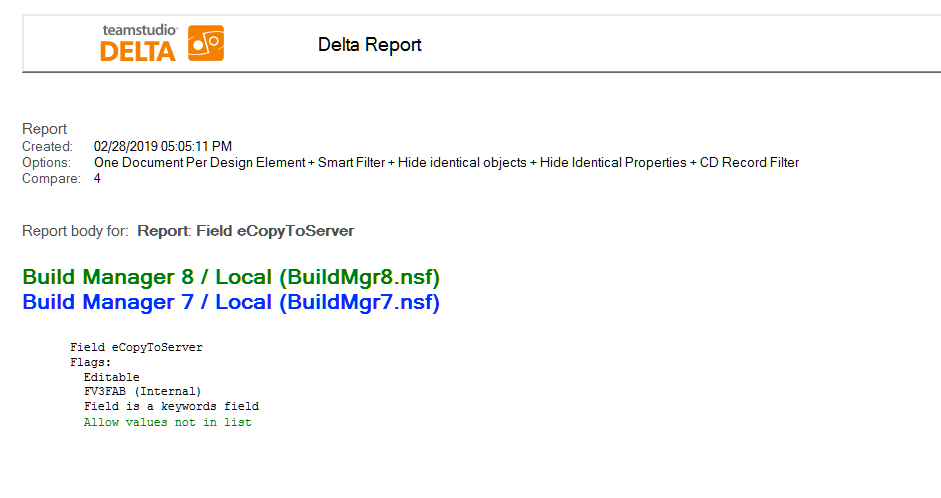 teamstudio
DELTA
Delta Report
Report
Created: 02/28/2019 05:05:11 PM
Options: One Document Per Design Element + Smart Filter + Hide identical objects + Hide Identical Properties + CD Record Filter
Compare: 4
Report body for: Report: Field eCopyToServer
Build Manager 8 / Local (BuildMgr8.nsf)
Build Manager 7 / Local (BuildMgr7.nsf)
Field eCopyToServer
Flags:
Editable
FV3FAB (Internal)
Field is a keywords field
Allow values not in list